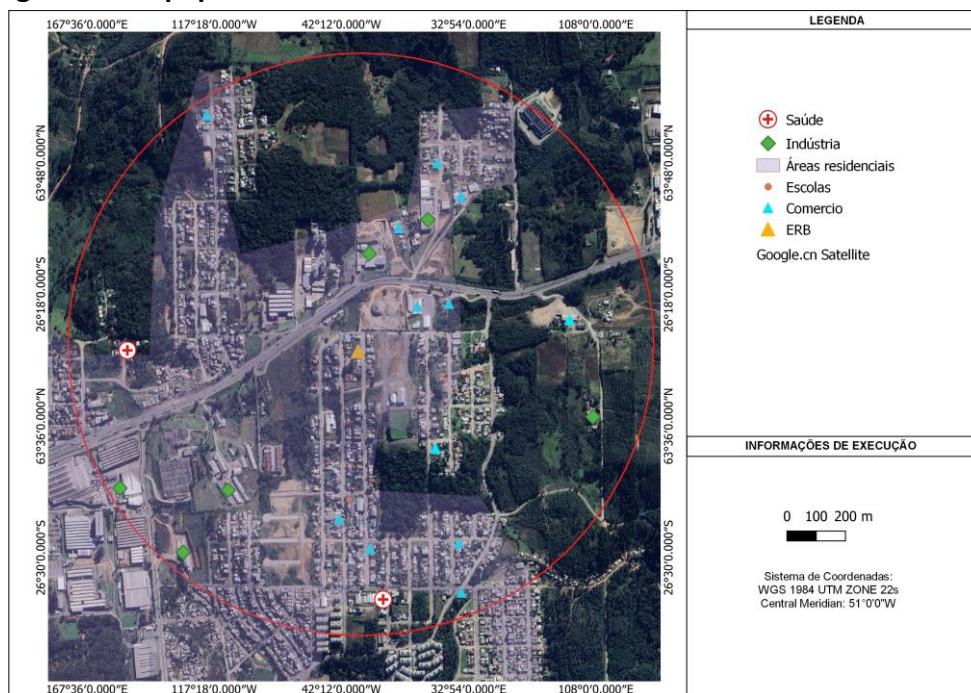 167°36′0.000″E 117°18′0.000″W 42°12′0.000″W 32°54′0.000″E 108°0′0.000″E
63°48′0.000″N
26°18′0.000″S
63°36′0.000″N
26°30′0.000″S
63°48′0.000″N
26°18′0.000″S
63°36′0.000″N
26°30′0.000″S
167°36′0.000″E 117°18′0.000″W 42°12′0.000″W 32°54′0.000″E 108°0′0.000″E
LEGENDA
Saúde
Indústria
Áreas residenciais
Escolas
Comercio
ERB
Google.cn Satellite
INFORMAÇÕES DE EXECUÇÃO
0 100 200 m
Sistema de Coordenadas:
WGS 1984 UTM ZONE 22s
Central Meridian: 51°0'0"W